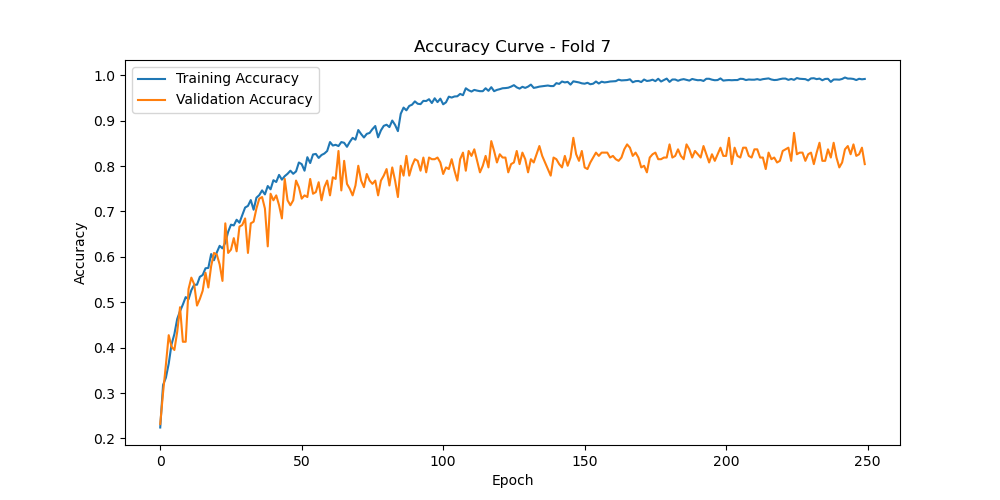 Accuracy Curve - Fold 7
Training Accuracy
Validation Accuracy
1.0
0.9
0.8
0.7
0.6
0.5
0.4
0.3
0.2
Accuracy
0 50 100 150 200 250
Epoch